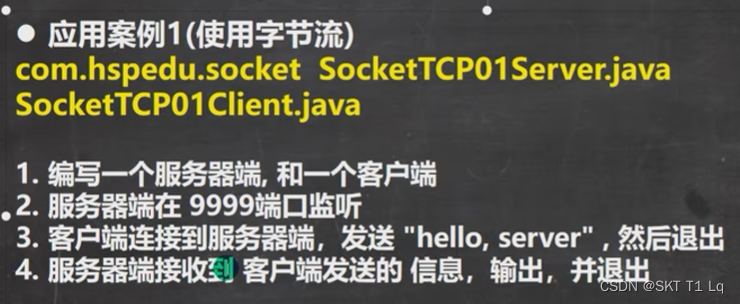 ● 应用案例1(使用字节流)
com.hspedu.socket SocketTCP01Server.java
SocketTCP01Client.java
1. 编写一个服务器端, 和一个客户端
2. 服务器端在 9999端口监听
3. 客户端连接到服务器端，发送 "hello, server" , 然后退出
4. 服务器端接收到 客户端发送的 信息，输出，并退出
CSDN @SKT T1 Lq